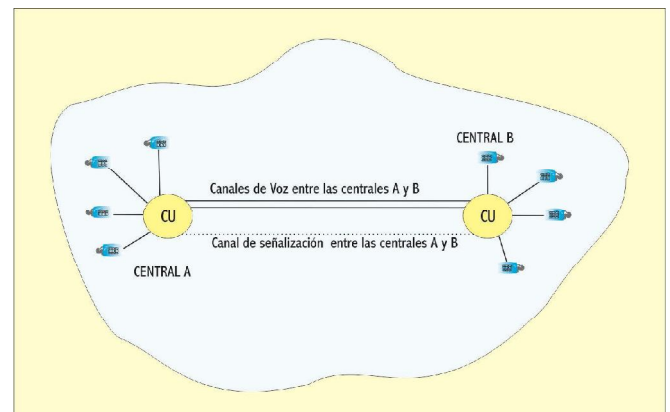 CENTRAL B
Canales de Voz entre las centrales A y B
CU
CU
Canal de señalización entre las centrales A y B
CENTRAL A